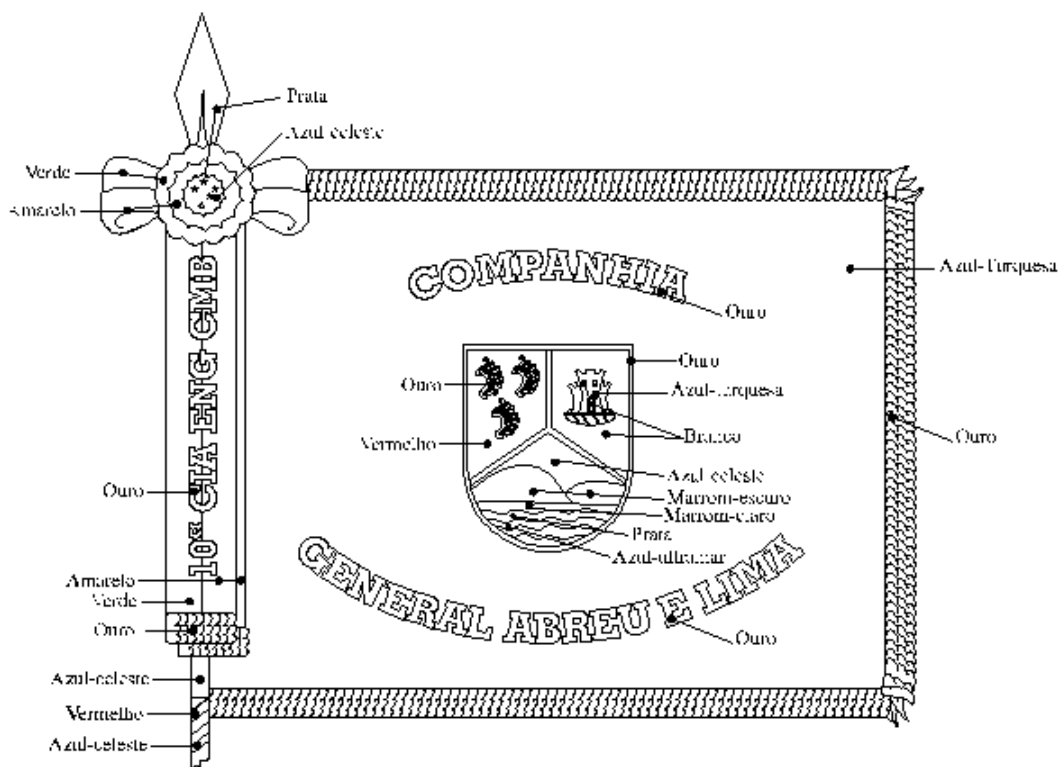 Prata
Azul-celeste
Verde
Amarelo
COMPANHIA
Azul-Turquesa
Ouro
Ouro
Ouro
Azul-turquesa
Vermelho
Branco
Ouro
Azul-celeste
Ouro
Marrom-escuro
Marrom-claro
Prata
Azul-ultramar
10ª CIA ENG CMB
Amarelo
Verde
GENERAL ABREU E LIMA
Ouro
Ouro
Azul-celeste
Vermelho
Azul-celeste